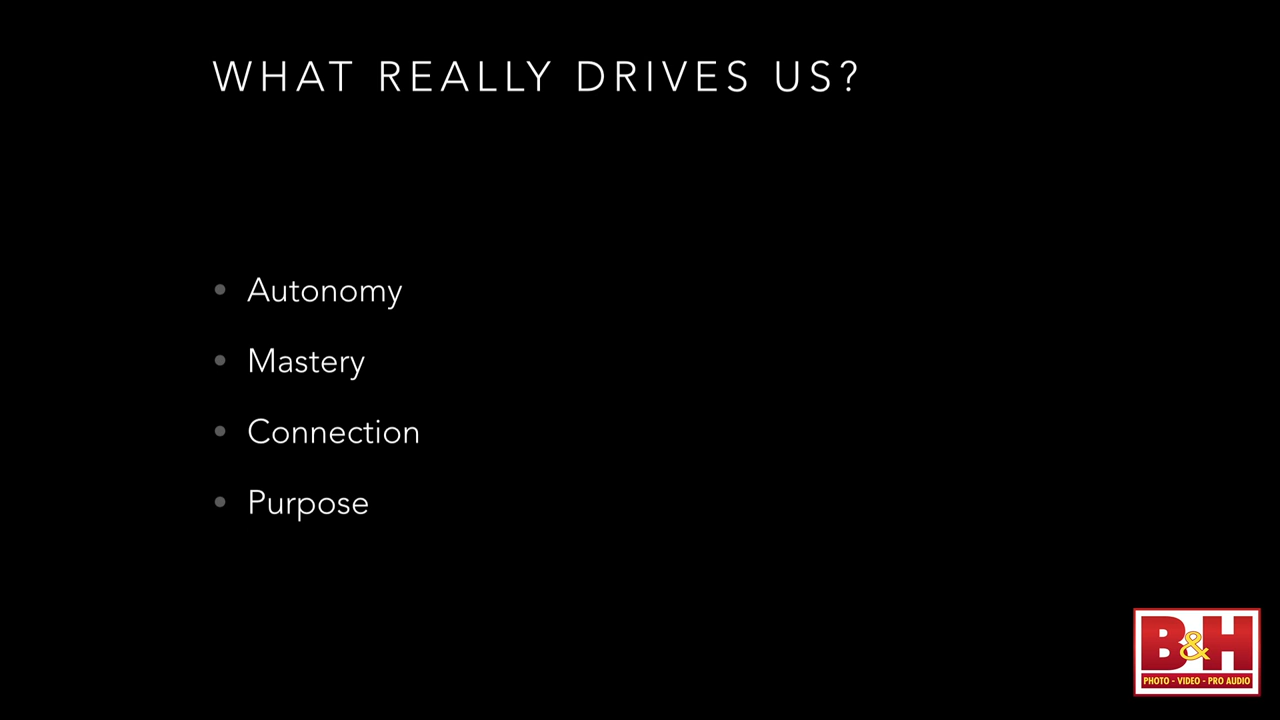 WHAT REALLY DRIVES US?
• Autonomy
• Mastery
• Connection
• Purpose
B&H
PHOTO - VIDEO - PRO AUDIO